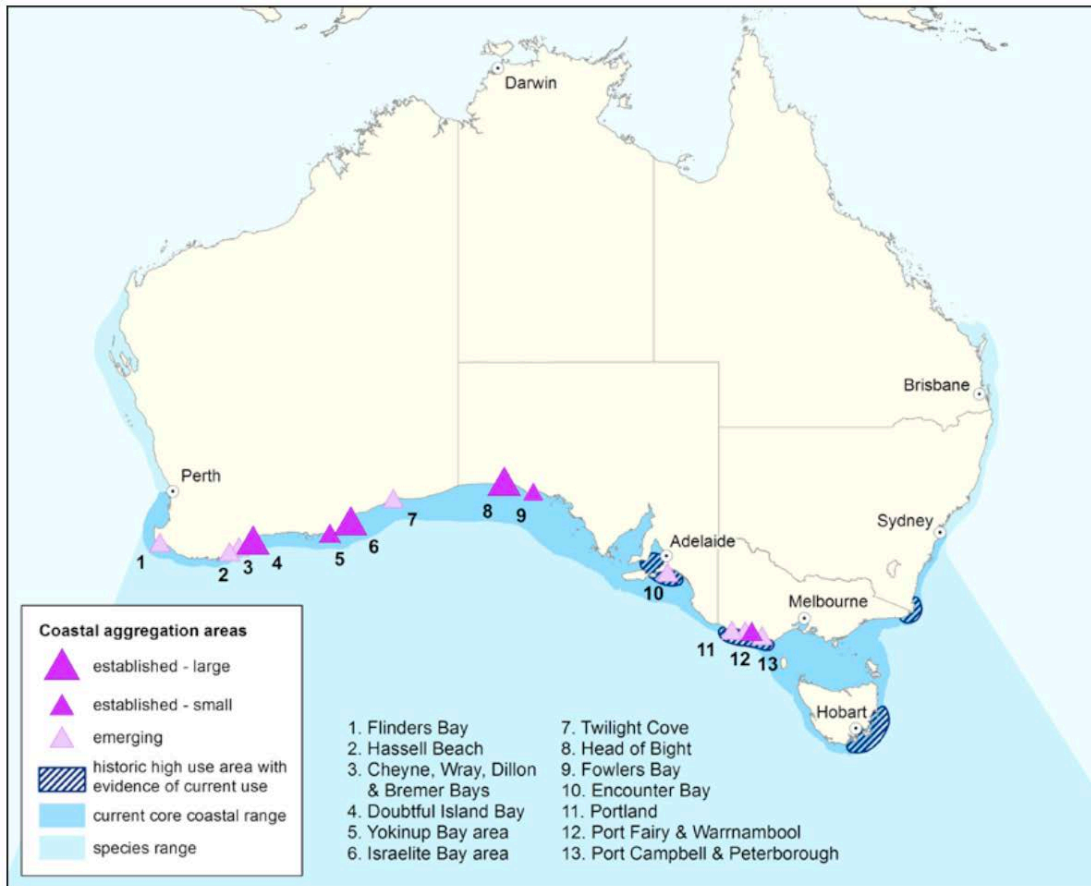 Darwin
Brisbane
Perth
Sydney
Adelaide
Melbourne
Hobart
1
2
3
4
5
6
7
8
9
10
11
12
13
Coastal aggregation areas
established - large
established - small
emerging
historic high use area with
evidence of current use
current core coastal range
species range
1. Flinders Bay
2. Hassell Beach
3. Cheyne, Wray, Dillon
& Bremer Bays
4. Doubtful Island Bay
5. Yokinup Bay area
6. Israelite Bay area
7. Twilight Cove
8. Head of Bight
9. Fowlers Bay
10. Encounter Bay
11. Portland
12. Port Fairy & Warrnambool
13. Port Campbell & Peterborough